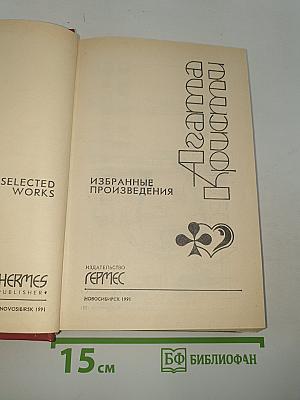 SELECTED
WORKS
HERMES
PUBLISHER
NOVOSIBIRSK 1991
Агата
Кристи
ИЗБРАННЫЕ
ПРОИЗВЕДЕНИЯ
ИЗДАТЕЛЬСТВО
ГЕРМЕС
НОВОСИБИРСК 1991
15 см
БФ БИБЛИОФАН